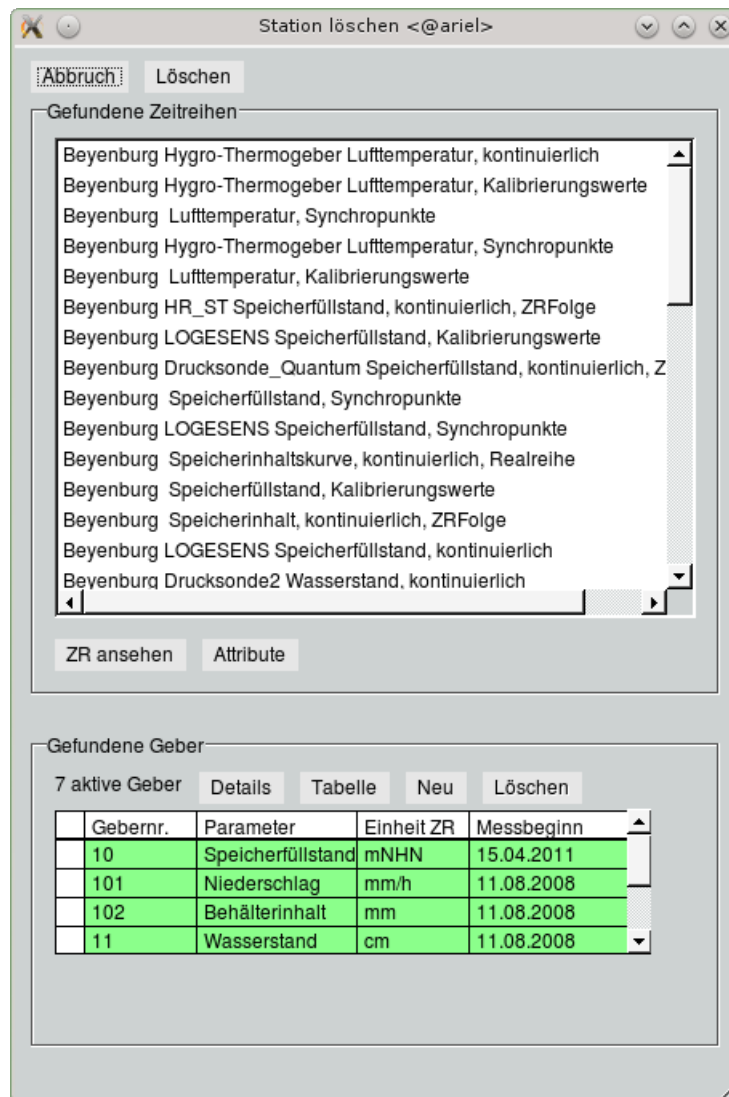 Station löschen <@ariel>
Abbruch Löschen
Gefundene Zeitreihen
Beyenburg Hygro-Thermogeber Lufttemperatur, kontinuierlich
Beyenburg Hygro-Thermogeber Lufttemperatur, Kalibrierungswerte
Beyenburg  Lufttemperatur, Synchropunkte
Beyenburg Hygro-Thermogeber Lufttemperatur, Synchropunkte
Beyenburg  Lufttemperatur, Kalibrierungswerte
Beyenburg HR_ST Speicherfüllstand, kontinuierlich, ZRFolge
Beyenburg LOGESENS Speicherfüllstand, Kalibrierungswerte
Beyenburg Drucksonde_Quantum Speicherfüllstand, kontinuierlich, Z
Beyenburg  Speicherfüllstand, Synchropunkte
Beyenburg LOGESENS Speicherfüllstand, Synchropunkte
Beyenburg  Speicherinhaltskurve, kontinuierlich, Realreihe
Beyenburg  Speicherfüllstand, Kalibrierungswerte
Beyenburg  Speicherinhalt, kontinuierlich, ZRFolge
Beyenburg LOGESENS Speicherfüllstand, kontinuierlich
Beyenburg Drucksonde2 Wasserstand, kontinuierlich
ZR ansehen Attribute
Gefundene Geber
7 aktive Geber Details Tabelle Neu Löschen
Gebernr. Parameter Einheit ZR Messbeginn
10 Speicherfüllstand mNHN 15.04.2011
101 Niederschlag mm/h 11.08.2008
102 Behälterinhalt mm 11.08.2008
11 Wasserstand cm 11.08.2008